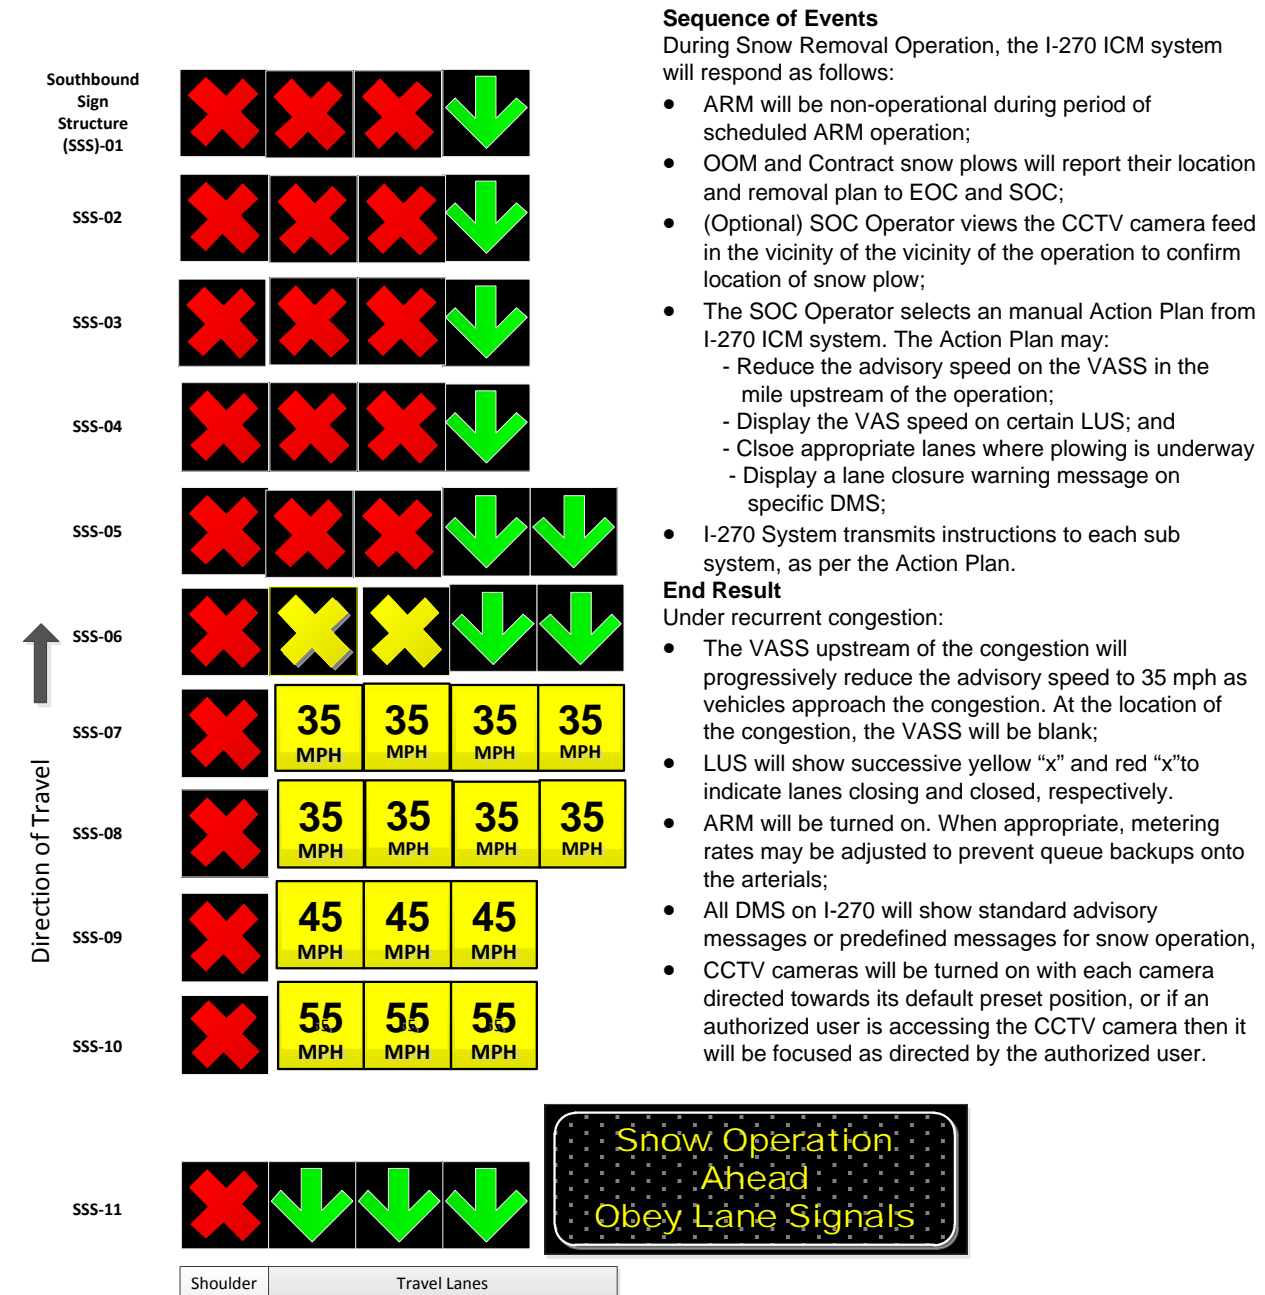 Southbound
Sign
Structure
(SSS)-01
SSS-02
SSS-03
SSS-04
SSS-05
SSS-06
SSS-07
35 MPH 35 MPH 35 MPH 35 MPH
SSS-08
35 MPH 35 MPH 35 MPH 35 MPH
SSS-09
45 MPH 45 MPH 45 MPH
SSS-10
55 MPH 55 MPH 55 MPH
SSS-11
Direction of Travel
Shoulder
Travel Lanes
Snow Operation
Ahead
Obey Lane Signals
Sequence of Events
During Snow Removal Operation, the I-270 ICM system
will respond as follows:
• ARM will be non-operational during period of
scheduled ARM operation;
• OOM and Contract snow plows will report their location
and removal plan to EOC and SOC;
• (Optional) SOC Operator views the CCTV camera feed
in the vicinity of the vicinity of the operation to confirm
location of snow plow;
• The SOC Operator selects an manual Action Plan from
I-270 ICM system. The Action Plan may:
- Reduce the advisory speed on the VASS in the
mile upstream of the operation;
- Display the VAS speed on certain LUS; and
- Clsoe appropriate lanes where plowing is underway
- Display a lane closure warning message on
specific DMS;
• I-270 System transmits instructions to each sub
system, as per the Action Plan.
End Result
Under recurrent congestion:
• The VASS upstream of the congestion will
progressively reduce the advisory speed to 35 mph as
vehicles approach the congestion. At the location of
the congestion, the VASS will be blank;
• LUS will show successive yellow “x” and red “x”to
indicate lanes closing and closed, respectively.
• ARM will be turned on. When appropriate, metering
rates may be adjusted to prevent queue backups onto
the arterials;
• All DMS on I-270 will show standard advisory
messages or predefined messages for snow operation,
• CCTV cameras will be turned on with each camera
directed towards its default preset position, or if an
authorized user is accessing the CCTV camera then it
will be focused as directed by the authorized user.